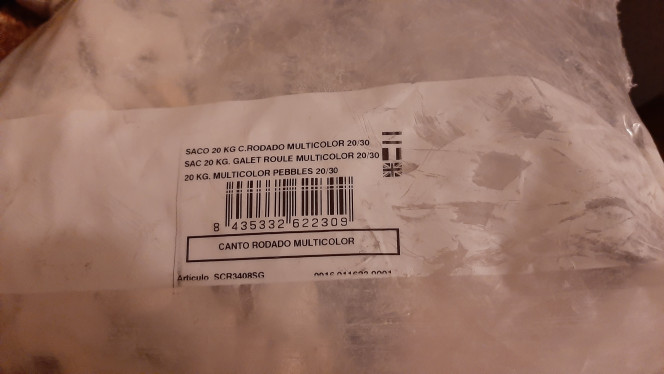 SACO 20 KG C.RODADO MULTICOLOR 20/30
SAC 20 KG. GALET ROULE MULTICOLOR 20/30
20 KG. MULTICOLOR PEBBLES 20/30
8 435332 622309
CANTO RODADO MULTICOLOR
Articulo SCR3408SG